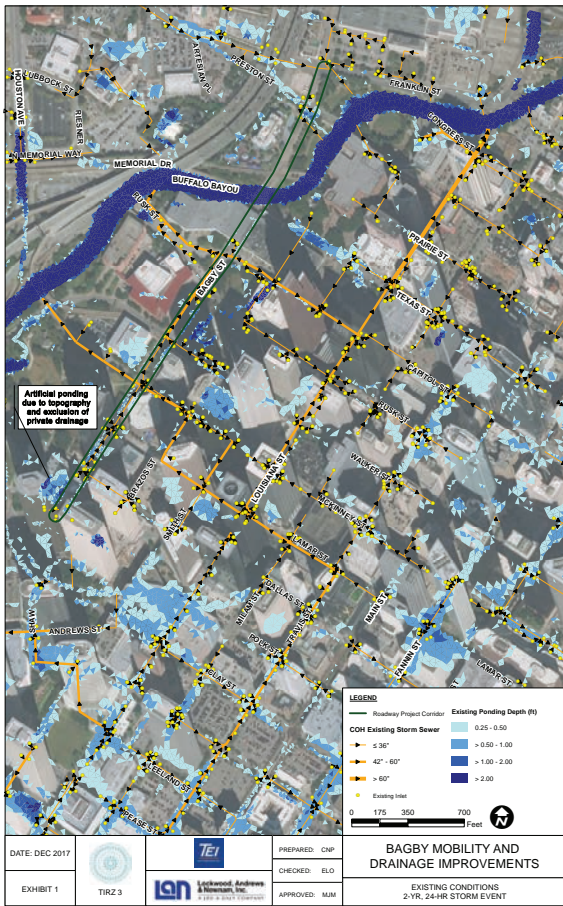 ARTESIAN PL
PRESTON ST
FRANKLIN ST
LUBBOCK ST
HOUSTON AVE
RIESNER
CONGRESS ST
N MEMORIAL WAY
MEMORIAL DR
BUFFALO BAYOU
RUSK ST
PRAIRIE ST
BAGBY ST
TEXAS ST
CAPITOL ST
Artificial ponding
due to topography
and exclusion of
private drainage
RUSK ST
BRAZOS ST
WALKER ST
LOUISIANA ST
SMITH ST
MCKINNEY ST
LAMAR ST
DALLAS ST
MILAM ST
MAIN ST
TRAVIS ST
SHAW
ANDREWS ST
POLK ST
FANNIN ST
LAMAR ST
CLAY ST
ST
LEELAND ST
PEASE ST
LEGEND
Roadway Project Corridor
COH Existing Storm Sewer
≤ 36"
42" - 60"
> 60"
Existing Inlet
Existing Ponding Depth (ft)
0.25 - 0.50
> 0.50 - 1.00
> 1.00 - 2.00
> 2.00
0 175 350 700
Feet
N
DATE: DEC 2017
EXHIBIT 1
TIRZ 3
TEI
LAN
Lockwood, Andrews
& Newnam, Inc.
A LEO A DALY COMPANY
PREPARED: CNP
CHECKED: ELO
APPROVED: MJM
BAGBY MOBILITY AND
DRAINAGE IMPROVEMENTS
EXISTING CONDITIONS
2-YR, 24-HR STORM EVENT